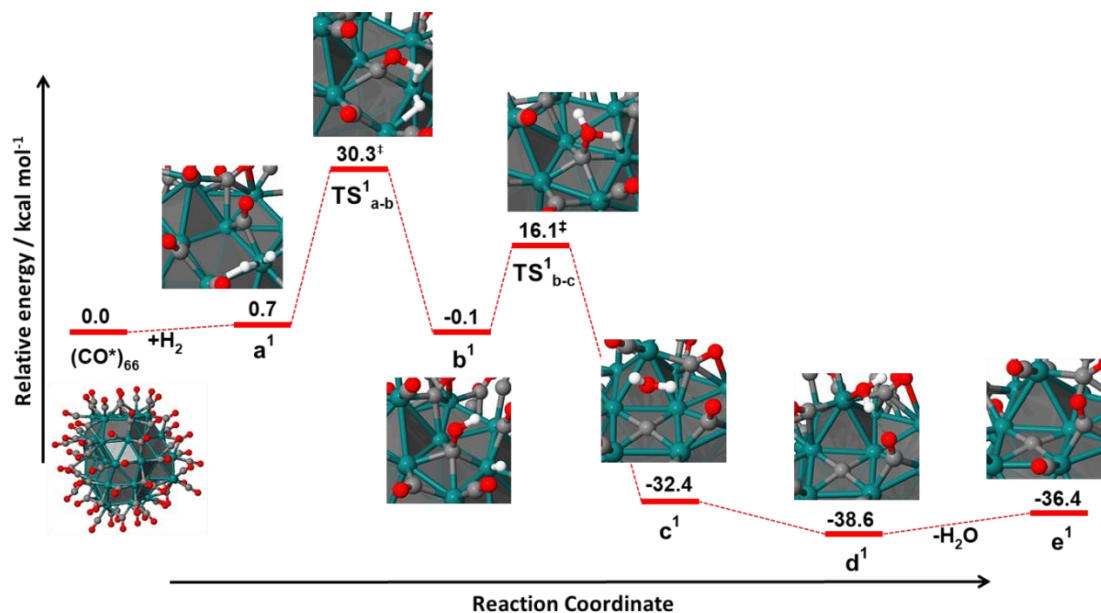 Relative energy / kcal mol⁻¹
0.0
(CO*)₆₆
+H₂
0.7
a¹
30.3‡
TS¹ₐ₋b
-0.1
b¹
16.1‡
TS¹b-c
-32.4
c¹
-38.6
d¹
-H₂O
-36.4
e¹
Reaction Coordinate